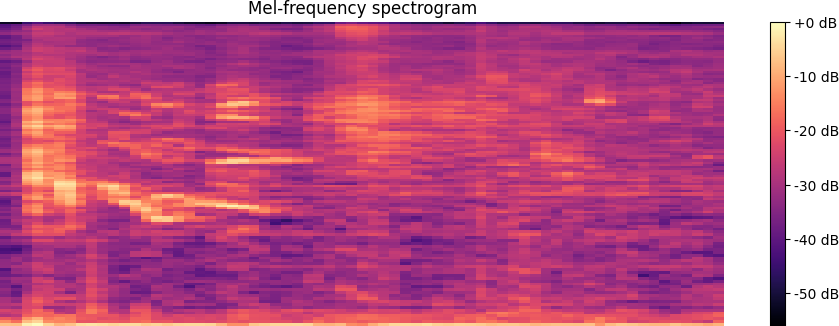 Mel-frequency spectrogram
+0 dB
-10 dB
-20 dB
-30 dB
-40 dB
-50 dB